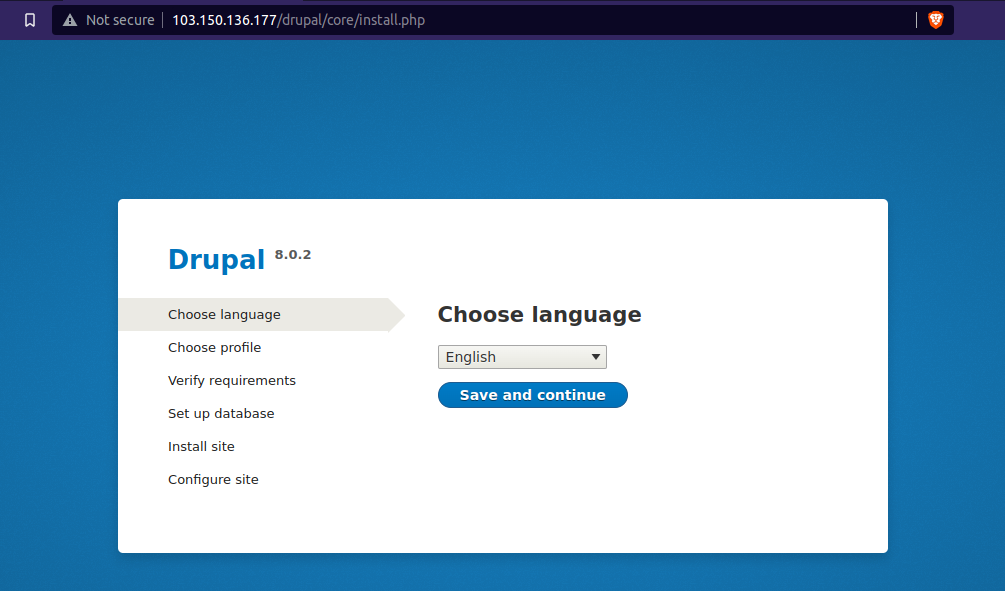 Not secure 103.150.136.177/drupal/core/install.php
Drupal 8.0.2
Choose language
Choose profile
Verify requirements
Set up database
Install site
Configure site
Choose language
English
Save and continue